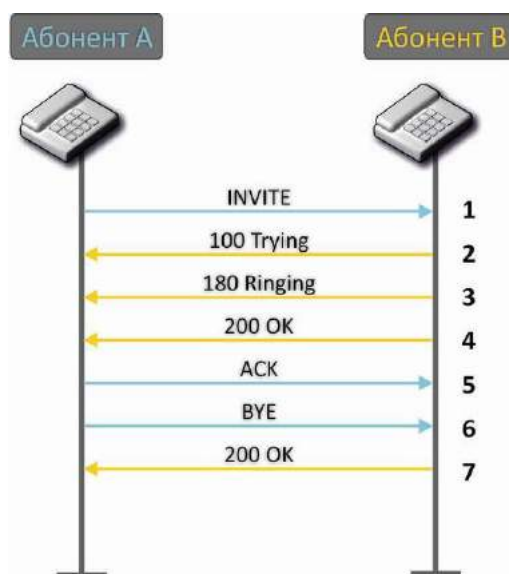 Абонент А
Абонент В
INVITE
1
100 Trying
2
180 Ringing
3
200 OK
4
ACK
5
BYE
6
200 OK
7